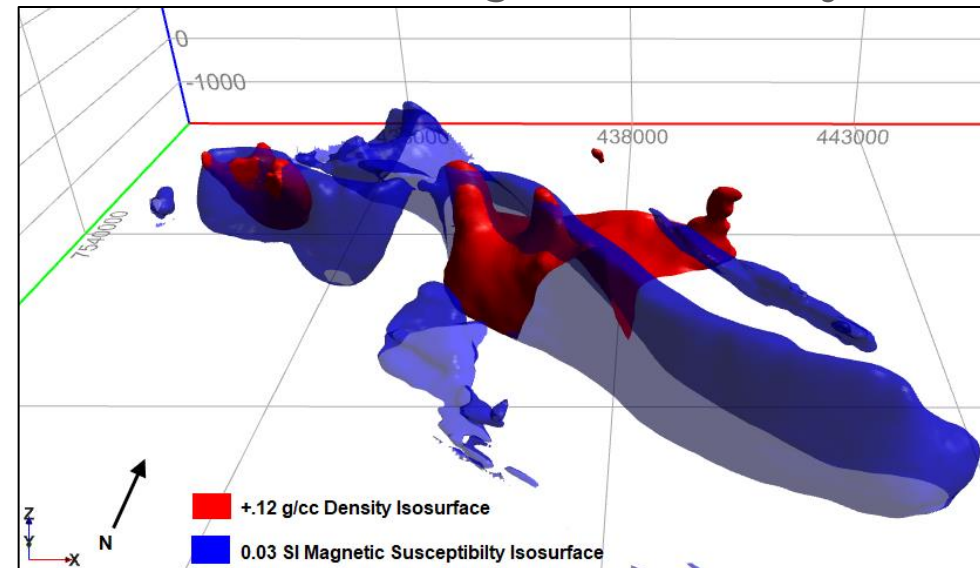 0
-1000
438000
443000
7540000
Z
Y
X
N
+.12 g/cc Density Isosurface
0.03 SI Magnetic Susceptibilty Isosurface